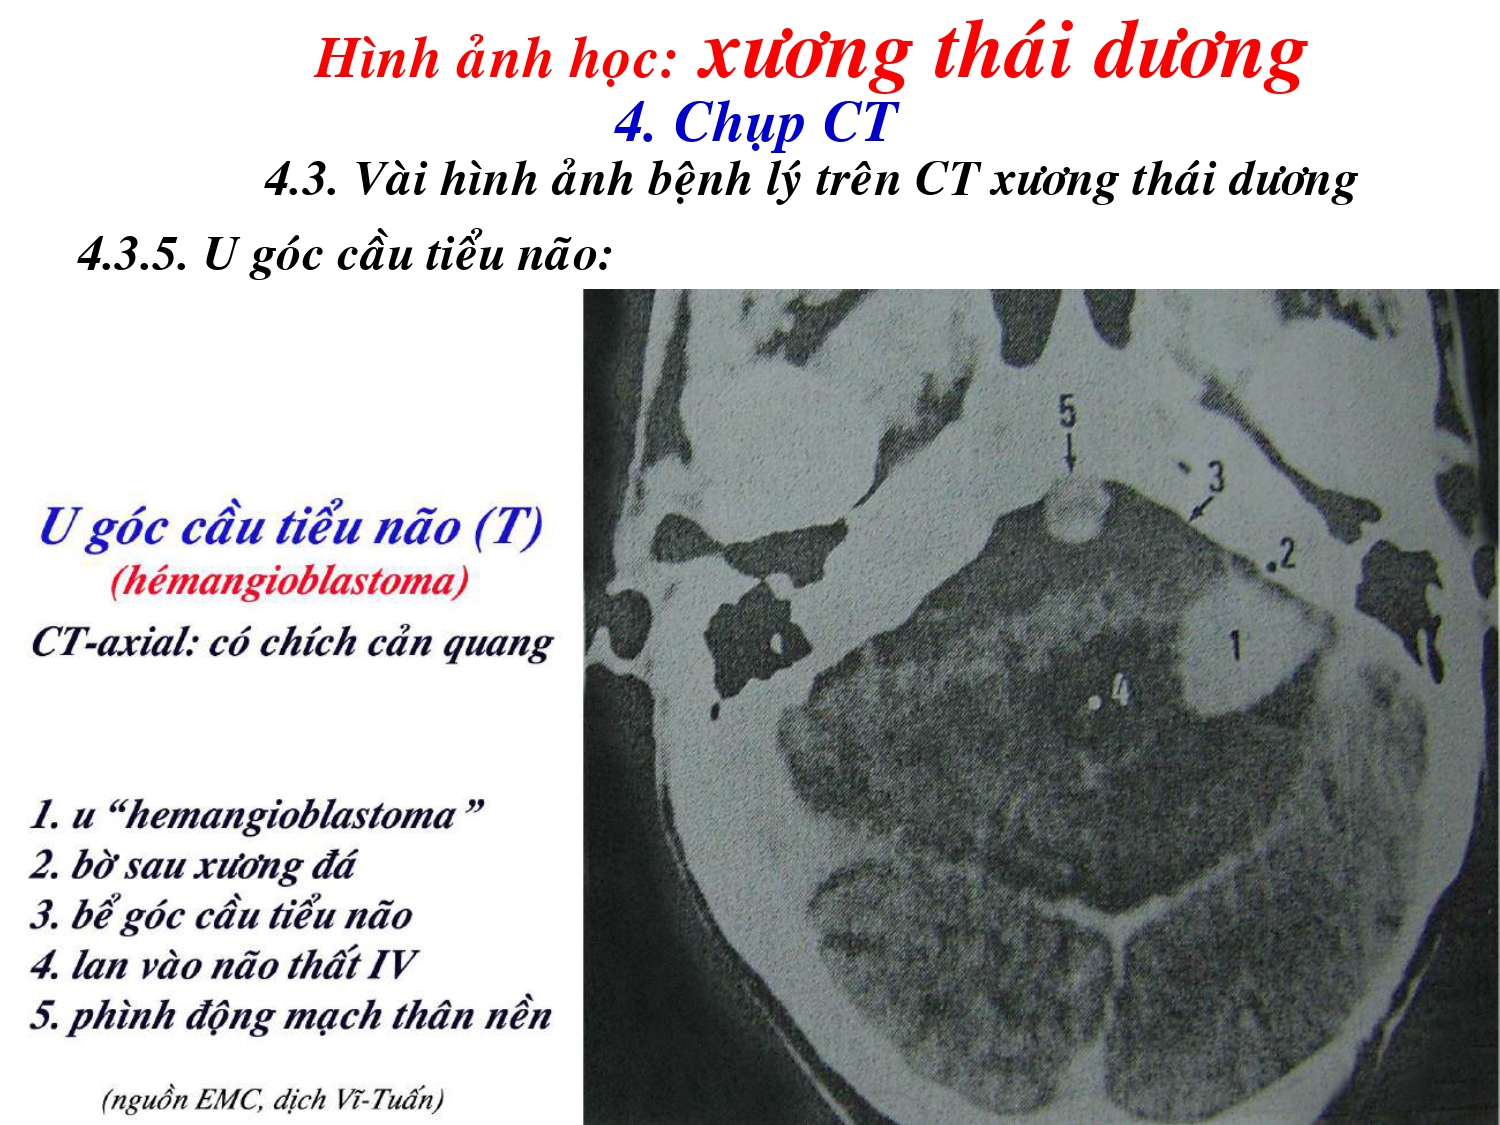 Hình ảnh học: xương thái dương
4. Chụp CT
4.3. Vài hình ảnh bệnh lý trên CT xương thái dương
4.3.5. U góc cầu tiểu não:
U góc cầu tiểu não (T)
(hémangioblastoma)
CT-axial: có chích cản quang
1. u “hemangioblastoma”
2. bờ sau xương đá
3. bể góc cầu tiểu não
4. lan vào não thất IV
5. phình động mạch thân nền
(nguồn EMC, dịch Vĩ-Tuấn)
5
3
2
1
4